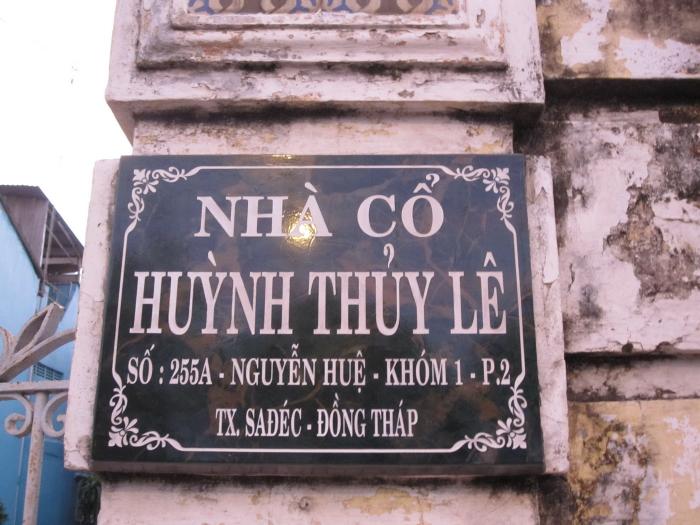 NHÀ CỔ
HUỲNH THỦY LÊ
SỐ : 255A - NGUYỄN HUỆ - KHÓM 1 - P.2
TX. SAĐÉC - ĐỒNG THÁP